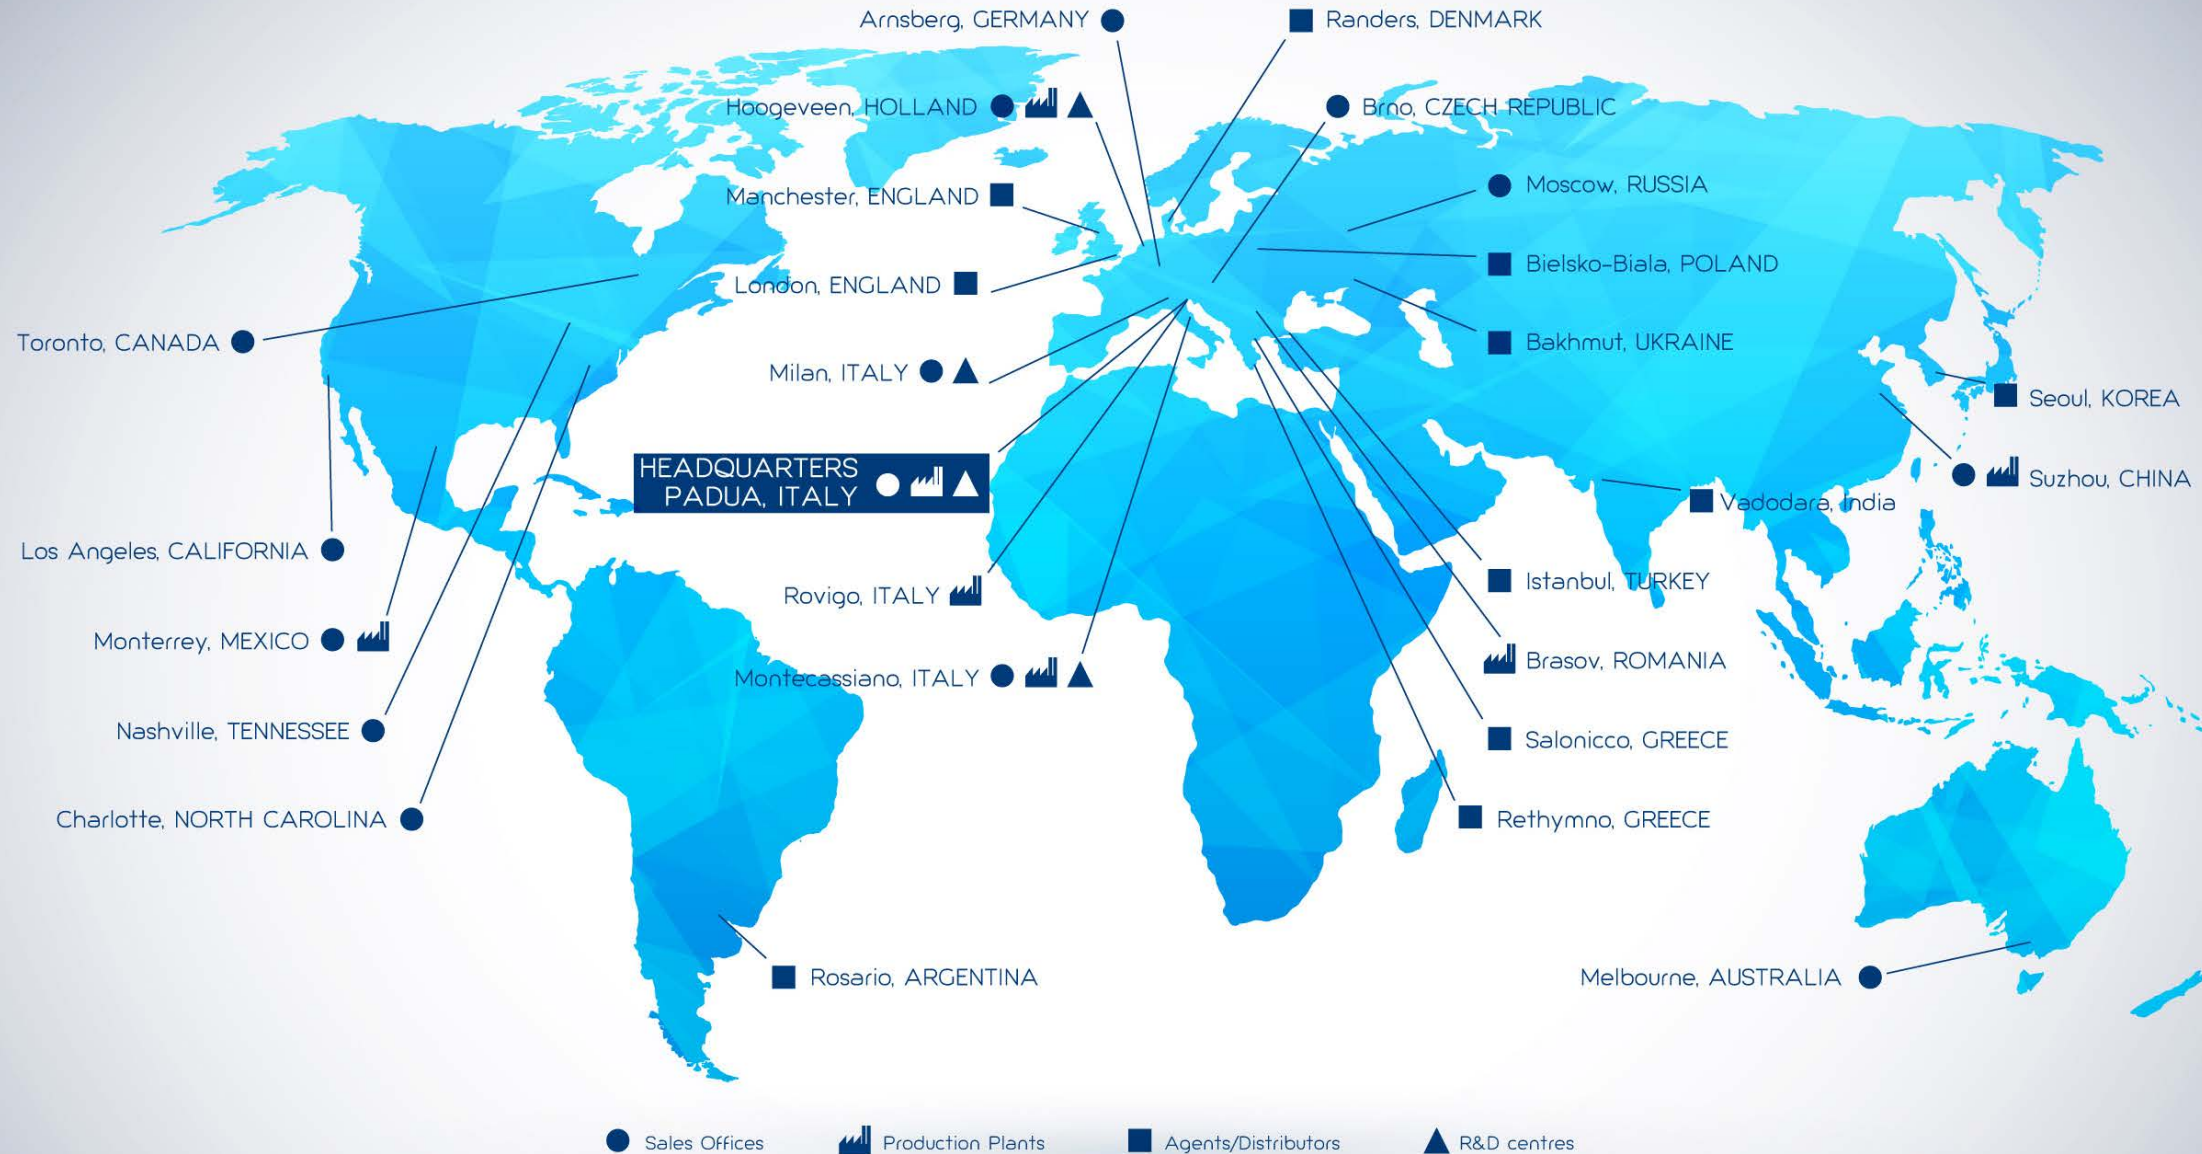 Arnsberg, GERMANY
Randers, DENMARK
Hoogeveen, HOLLAND
Brno, CZECH REPUBLIC
Manchester, ENGLAND
Moscow, RUSSIA
London, ENGLAND
Bielsko-Biala, POLAND
Toronto, CANADA
Bakhmut, UKRAINE
Milan, ITALY
Seoul, KOREA
HEADQUARTERS
PADUA, ITALY
Suzhou, CHINA
Vadodara, India
Los Angeles, CALIFORNIA
Rovigo, ITALY
Istanbul, TURKEY
Monterrey, MEXICO
Brasov, ROMANIA
Montecassiano, ITALY
Nashville, TENNESSEE
Salonicco, GREECE
Charlotte, NORTH CAROLINA
Rethymno, GREECE
Rosario, ARGENTINA
Melbourne, AUSTRALIA
Sales Offices
Production Plants
Agents/Distributors
R&D centres